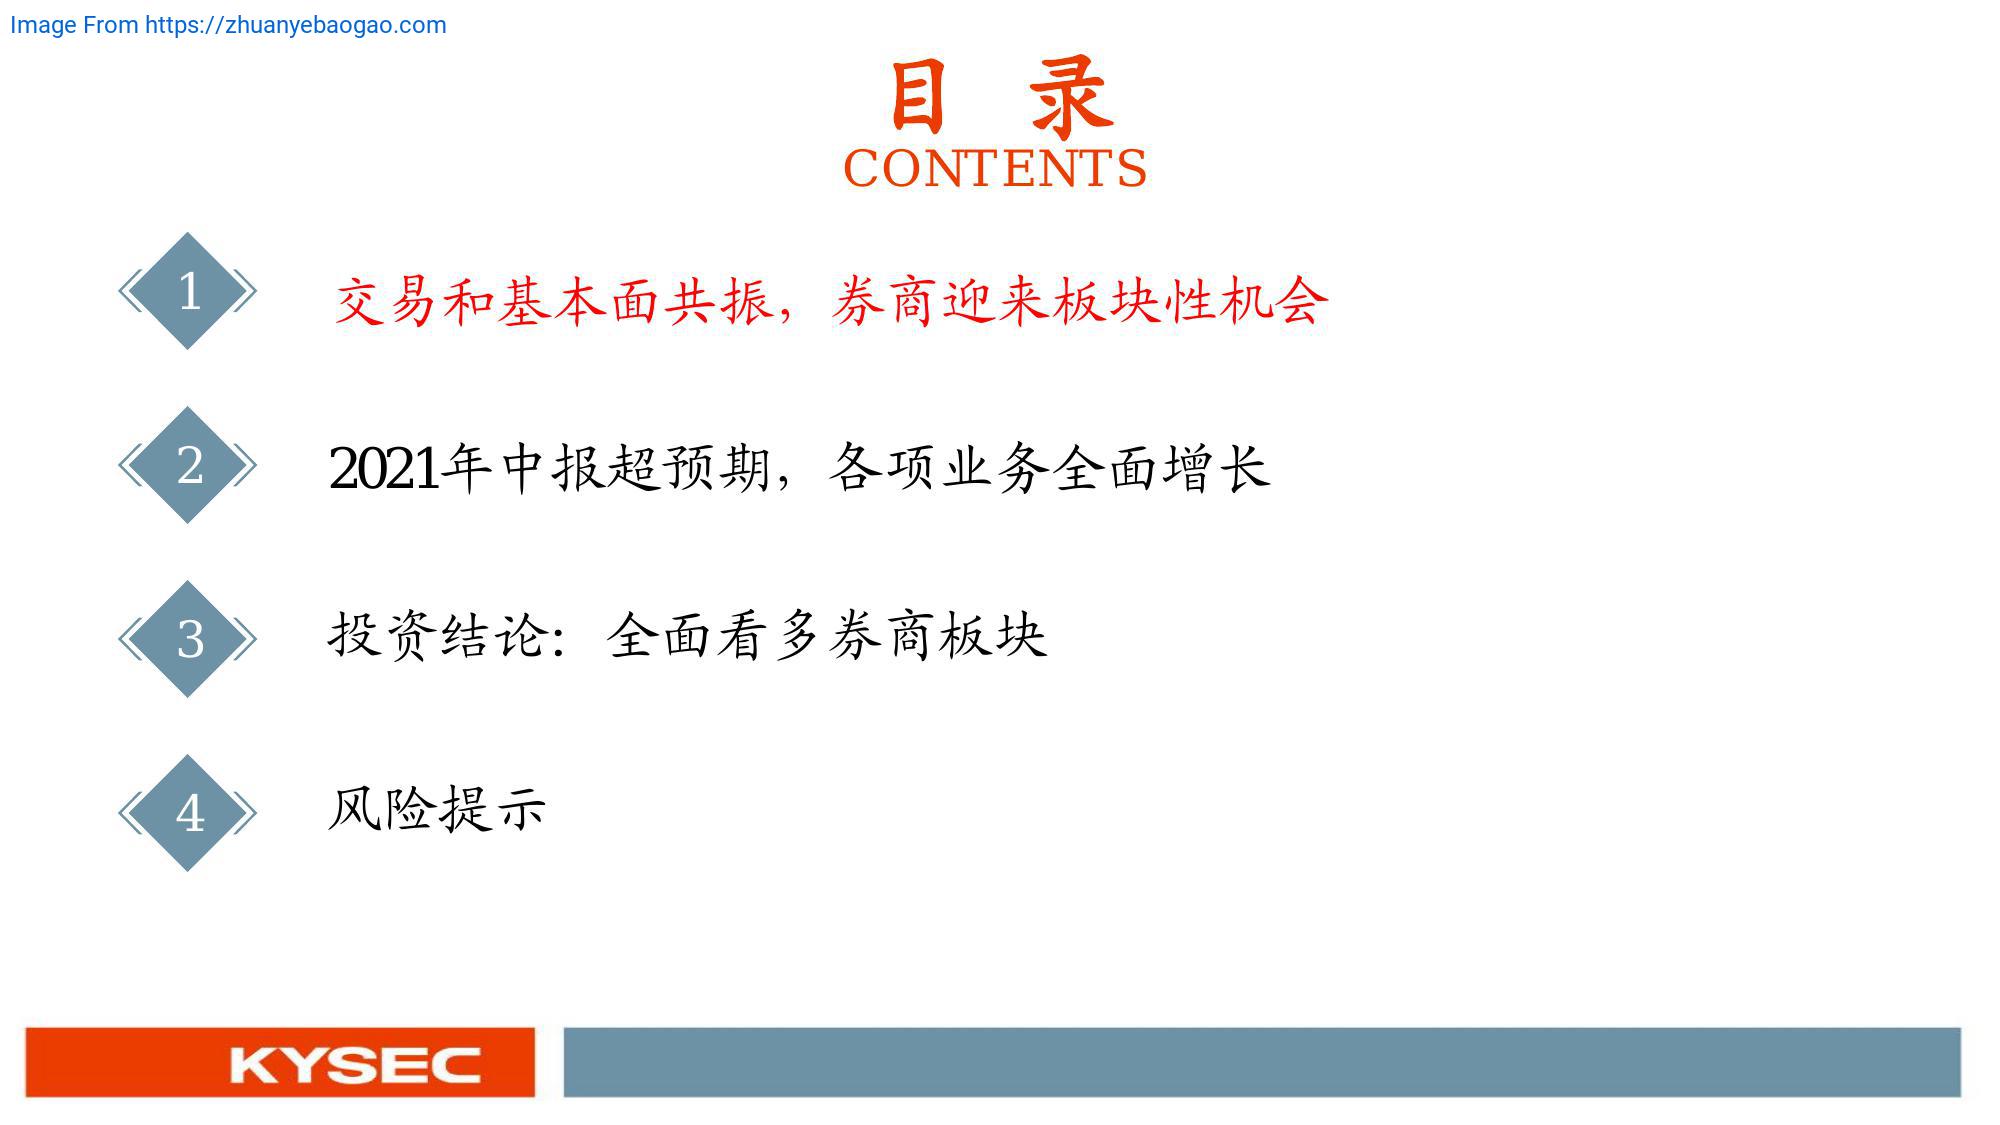 Image From https://zhuanyebaogao.com
目 录
CONTENTS
1 交易和基本面共振，券商迎来板块性机会
2 2021年中报超预期，各项业务全面增长
3 投资结论：全面看多券商板块
4 风险提示
KYSEC